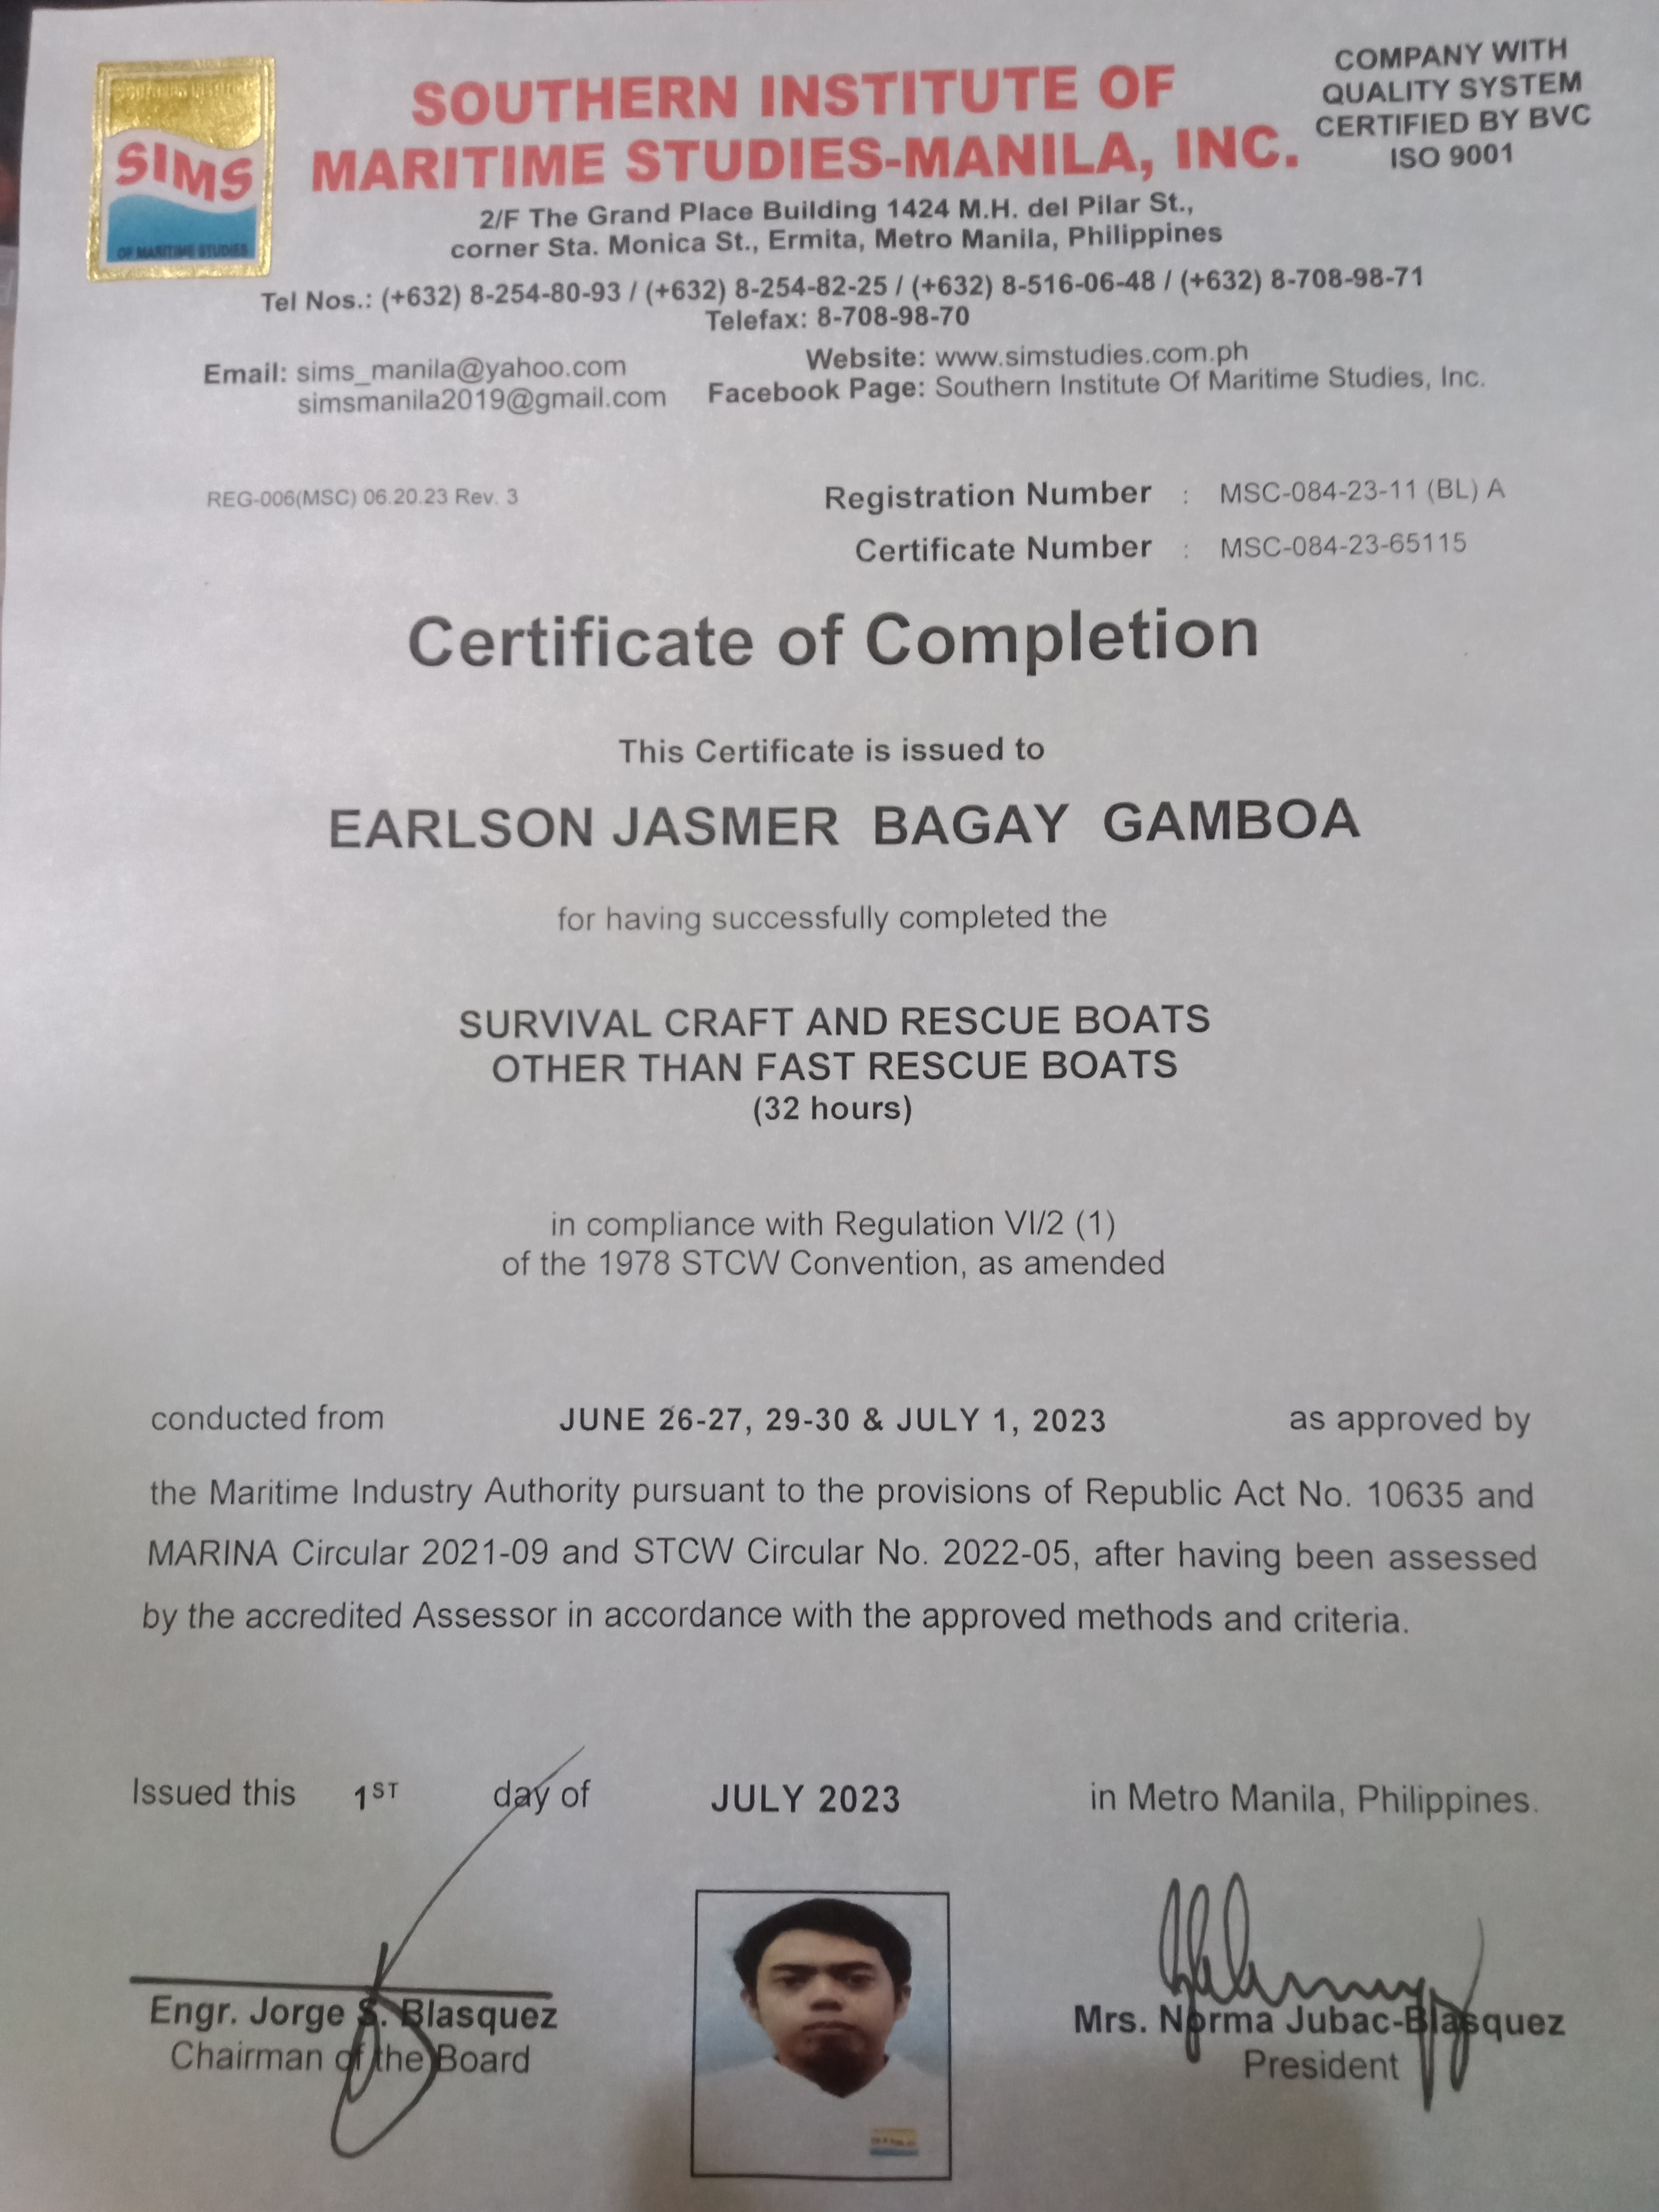 SIMS
OF MARITIME STUDIES
SOUTHERN INSTITUTE OF
MARITIME STUDIES-MANILA, INC.
COMPANY WITH
QUALITY SYSTEM
CERTIFIED BY BVC
ISO 9001
2/F The Grand Place Building 1424 M.H. del Pilar St.,
corner Sta. Monica St., Ermita, Metro Manila, Philippines
Tel Nos.: (+632) 8-254-80-93 / (+632) 8-254-82-25 / (+632) 8-516-06-48 / (+632) 8-708-98-71
Telefax: 8-708-98-70
Email: sims_manila@yahoo.com
simsmanila2019@gmail.com
Website: www.simstudies.com.ph
Facebook Page: Southern Institute Of Maritime Studies, Inc.
REG-006(MSC) 06.20.23 Rev. 3
Registration Number : MSC-084-23-11 (BL) A
Certificate Number : MSC-084-23-65115
Certificate of Completion
This Certificate is issued to
EARLSON JASMER BAGAY GAMBOA
for having successfully completed the
SURVIVAL CRAFT AND RESCUE BOATS
OTHER THAN FAST RESCUE BOATS
(32 hours)
in compliance with Regulation VI/2 (1)
of the 1978 STCW Convention, as amended
conducted from JUNE 26-27, 29-30 & JULY 1, 2023 as approved by
the Maritime Industry Authority pursuant to the provisions of Republic Act No. 10635 and
MARINA Circular 2021-09 and STCW Circular No. 2022-05, after having been assessed
by the accredited Assessor in accordance with the approved methods and criteria.
Issued this 1ST day of JULY 2023 in Metro Manila, Philippines.
Engr. Jorge S. Blasquez
Chairman of the Board
Mrs. Norma Jubac-Blasquez
President